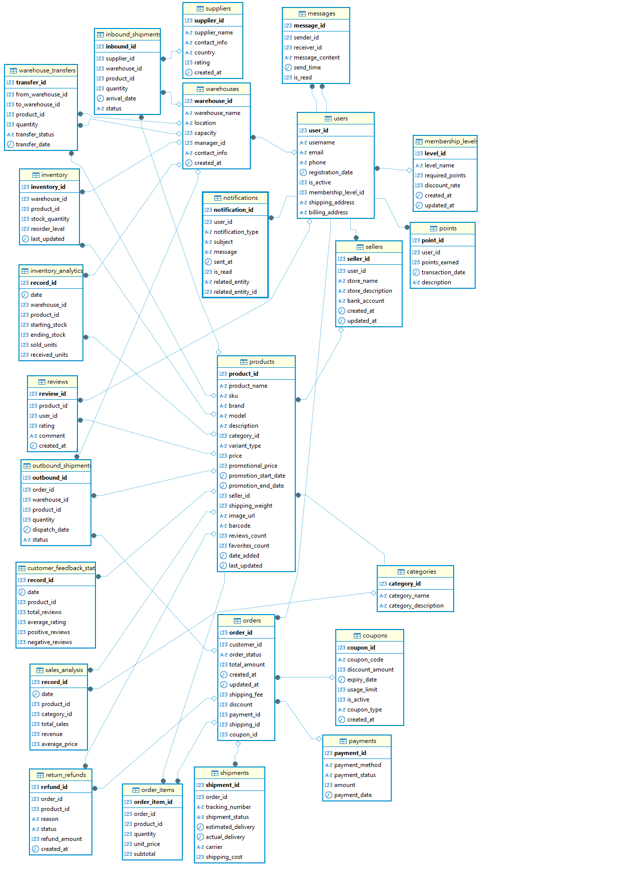 suppliers
123 supplier_id
A-Z supplier_name
A-Z contact_info
A-Z country
123 rating
created_at
messages
123 message_id
123 sender_id
123 receiver_id
A-Z message_content
send_time
123 is_read
inbound_shipments
123 inbound_id
123 supplier_id
123 warehouse_id
123 product_id
123 quantity
arrival_date
A-Z status
warehouse_transfers
123 transfer_id
123 from_warehouse_id
123 to_warehouse_id
123 product_id
123 quantity
A-Z transfer_status
transfer_date
warehouses
123 warehouse_id
A-Z warehouse_name
A-Z location
123 capacity
123 manager_id
A-Z contact_info
created_at
users
123 user_id
A-Z username
A-Z email
A-Z phone
registration_date
123 is_active
123 membership_level_id
A-Z shipping_address
A-Z billing_address
membership_levels
123 level_id
A-Z level_name
123 required_points
123 discount_rate
created_at
updated_at
inventory
123 inventory_id
123 warehouse_id
123 product_id
123 stock_quantity
123 reorder_level
last_updated
notifications
123 notification_id
123 user_id
A-Z notification_type
A-Z subject
A-Z message
sent_at
123 is_read
A-Z related_entity
123 related_entity_id
points
123 point_id
123 user_id
123 points_earned
transaction_date
A-Z description
sellers
123 seller_id
123 user_id
A-Z store_name
A-Z store_description
A-Z bank_account
created_at
updated_at
inventory_analytics
123 record_id
date
123 warehouse_id
123 product_id
123 starting_stock
123 ending_stock
123 sold_units
123 received_units
products
123 product_id
A-Z product_name
A-Z sku
A-Z brand
A-Z model
A-Z description
123 category_id
A-Z variant_type
123 price
123 promotional_price
promotion_start_date
promotion_end_date
123 seller_id
123 shipping_weight
A-Z image_url
A-Z barcode
123 reviews_count
123 favorites_count
date_added
last_updated
reviews
123 review_id
123 product_id
123 user_id
123 rating
A-Z comment
created_at
outbound_shipments
123 outbound_id
123 order_id
123 warehouse_id
123 product_id
123 quantity
dispatch_date
A-Z status
customer_feedback_stat
123 record_id
date
123 product_id
123 total_reviews
123 average_rating
123 positive_reviews
123 negative_reviews
categories
123 category_id
A-Z category_name
A-Z category_description
orders
123 order_id
123 customer_id
A-Z order_status
123 total_amount
created_at
updated_at
123 shipping_fee
123 discount
123 payment_id
123 shipping_id
123 coupon_id
coupons
123 coupon_id
A-Z coupon_code
123 discount_amount
expiry_date
123 usage_limit
123 is_active
A-Z coupon_type
created_at
sales_analysis
123 record_id
date
123 product_id
123 category_id
123 total_sales
123 revenue
123 average_price
payments
123 payment_id
A-Z payment_method
A-Z payment_status
123 amount
payment_date
return_refunds
123 refund_id
123 order_id
123 product_id
A-Z reason
A-Z status
123 refund_amount
created_at
order_items
123 order_item_id
123 order_id
123 product_id
123 quantity
123 unit_price
123 subtotal
shipments
123 shipment_id
123 order_id
A-Z tracking_number
A-Z shipment_status
estimated_delivery
actual_delivery
A-Z carrier
123 shipping_cost